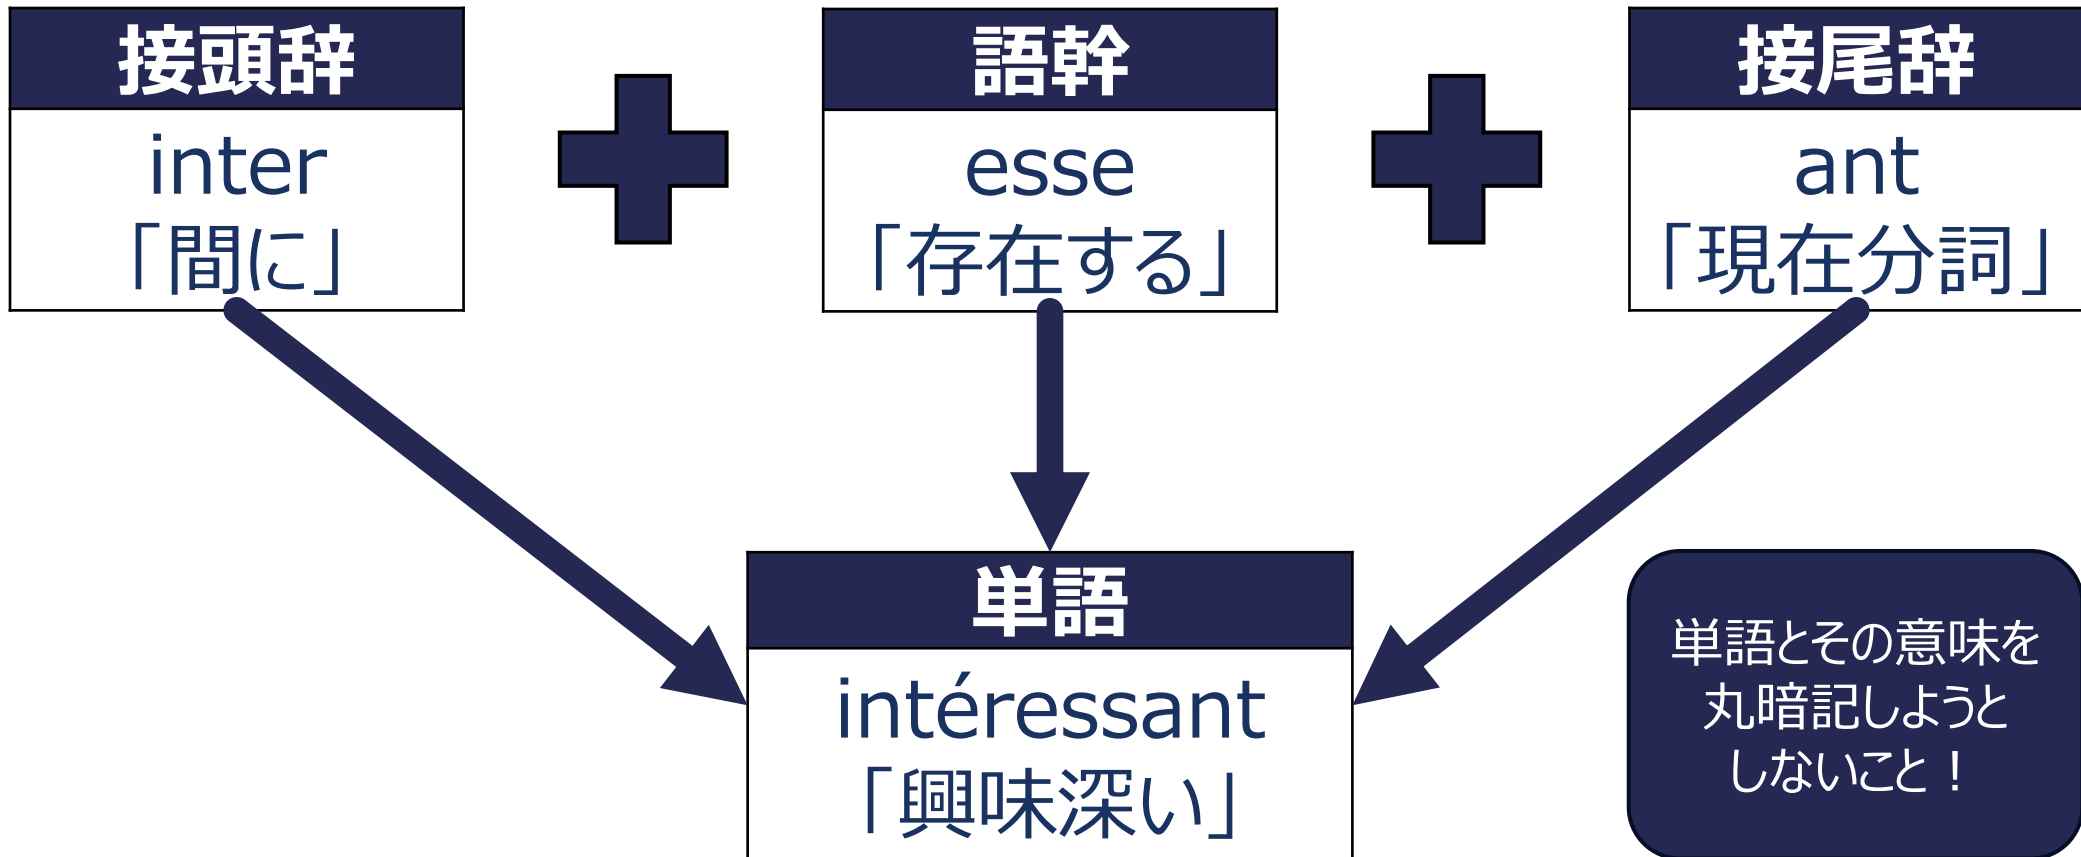 接頭辞
inter
「間に」
語幹
esse
「存在する」
接尾辞
ant
「現在分詞」
単語
intéressant
「興味深い」
単語とその意味を
丸暗記しようと
しないこと！